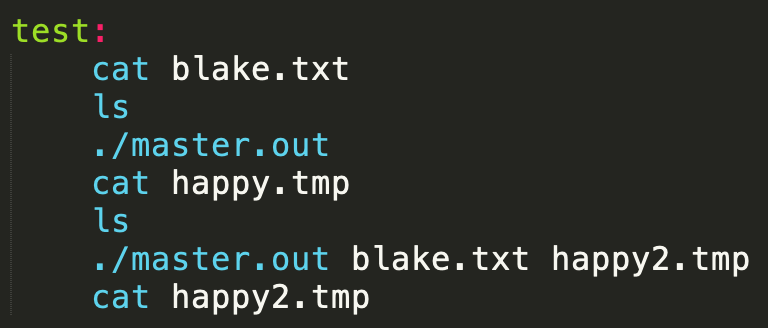 test:
    cat blake.txt
    ls
    ./master.out
    cat happy.tmp
    ls
    ./master.out blake.txt happy2.tmp
    cat happy2.tmp